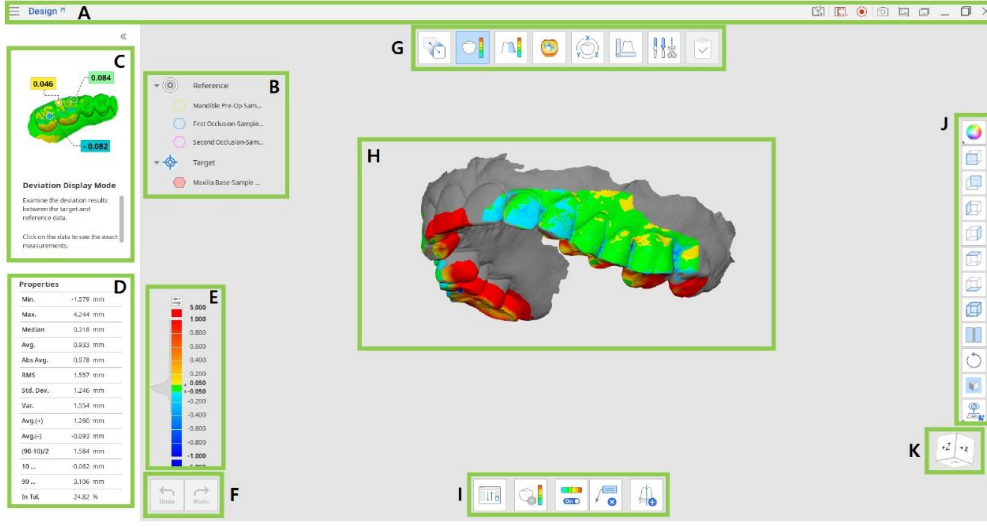 Design
A
C
0.046
0.084
-0.082
Deviation Display Mode
Examine the deviation results
between the target and
reference data.
Click on the data to see the exact
measurements.
Properties
D
Min. -1.579 mm
Max. 4.244 mm
Median 0.318 mm
Avg. 0.933 mm
Abs Avg. 0.978 mm
RMS 1.557 mm
Std. Dev. 1.246 mm
Var. 1.554 mm
Avg.(+) 1.260 mm
Avg.(-) -0.093 mm
(90-10)/2 1.584 mm
10 ... -0.062 mm
90 ... 3.106 mm
In Tol. 24.82 %
B
Reference
Mandible Pre-Op-Sam...
First Occlusion-Sample...
Second Occlusion-Sam...
Target
Maxilla Base-Sample ...
E
5.000
1.000
0.800
0.600
0.400
0.200
0.050
-0.050
-0.200
-0.400
-0.600
-0.800
-1.000
Undo
Redo
F
G
X
Y
Z
H
I
On
J
K
+Z
+X